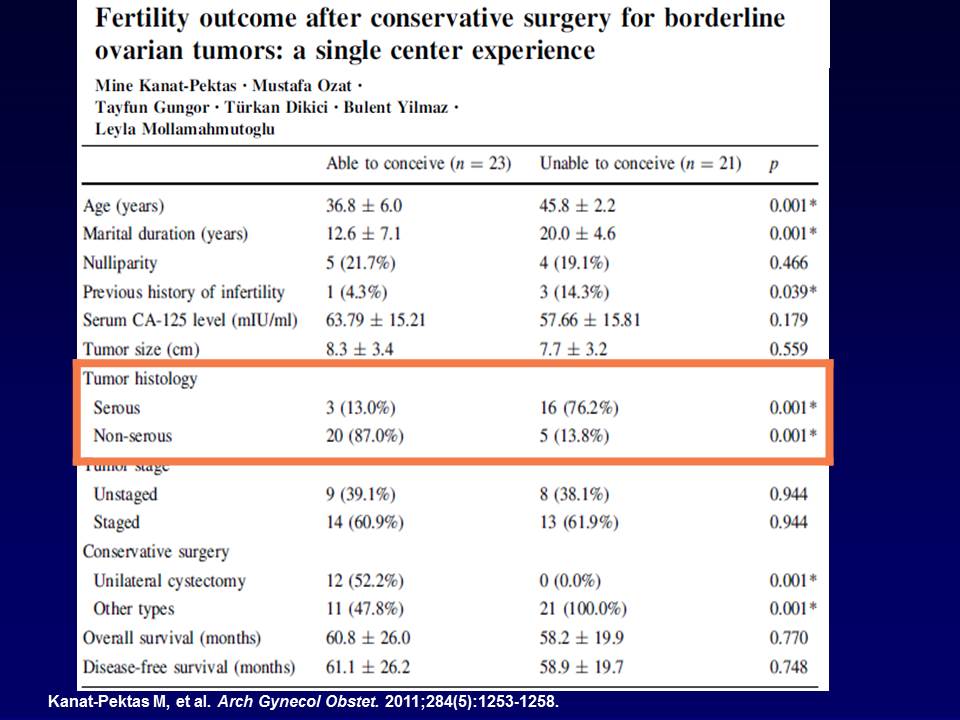 Fertility outcome after conservative surgery for borderline
ovarian tumors: a single center experience
Mine Kanat-Pektas · Mustafa Ozat ·
Tayfun Gungor · Türkan Dikici · Bulent Yilmaz ·
Leyla Mollamahmutoglu
Able to conceive (n = 23) Unable to conceive (n = 21) p
Age (years) 36.8 ± 6.0 45.8 ± 2.2 0.001*
Marital duration (years) 12.6 ± 7.1 20.0 ± 4.6 0.001*
Nulliparity 5 (21.7%) 4 (19.1%) 0.466
Previous history of infertility 1 (4.3%) 3 (14.3%) 0.039*
Serum CA-125 level (mIU/ml) 63.79 ± 15.21 57.66 ± 15.81 0.179
Tumor size (cm) 8.3 ± 3.4 7.7 ± 3.2 0.559
Tumor histology
Serous 3 (13.0%) 16 (76.2%) 0.001*
Non-serous 20 (87.0%) 5 (13.8%) 0.001*
Tumor stage
Unstaged 9 (39.1%) 8 (38.1%) 0.944
Staged 14 (60.9%) 13 (61.9%) 0.944
Conservative surgery
Unilateral cystectomy 12 (52.2%) 0 (0.0%) 0.001*
Other types 11 (47.8%) 21 (100.0%) 0.001*
Overall survival (months) 60.8 ± 26.0 58.2 ± 19.9 0.770
Disease-free survival (months) 61.1 ± 26.2 58.9 ± 19.7 0.748
Kanat-Pektas M, et al. Arch Gynecol Obstet. 2011;284(5):1253-1258.